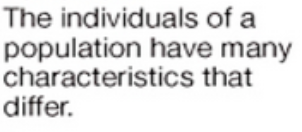 The individuals of a
population have many
characteristics that
differ.